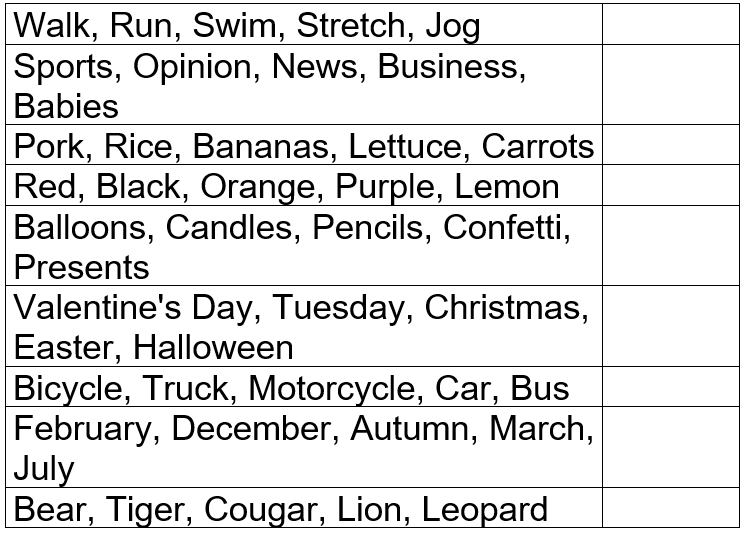 Walk, Run, Swim, Stretch, Jog
Sports, Opinion, News, Business,
Babies
Pork, Rice, Bananas, Lettuce, Carrots
Red, Black, Orange, Purple, Lemon
Balloons, Candles, Pencils, Confetti,
Presents
Valentine's Day, Tuesday, Christmas,
Easter, Halloween
Bicycle, Truck, Motorcycle, Car, Bus
February, December, Autumn, March,
July
Bear, Tiger, Cougar, Lion, Leopard